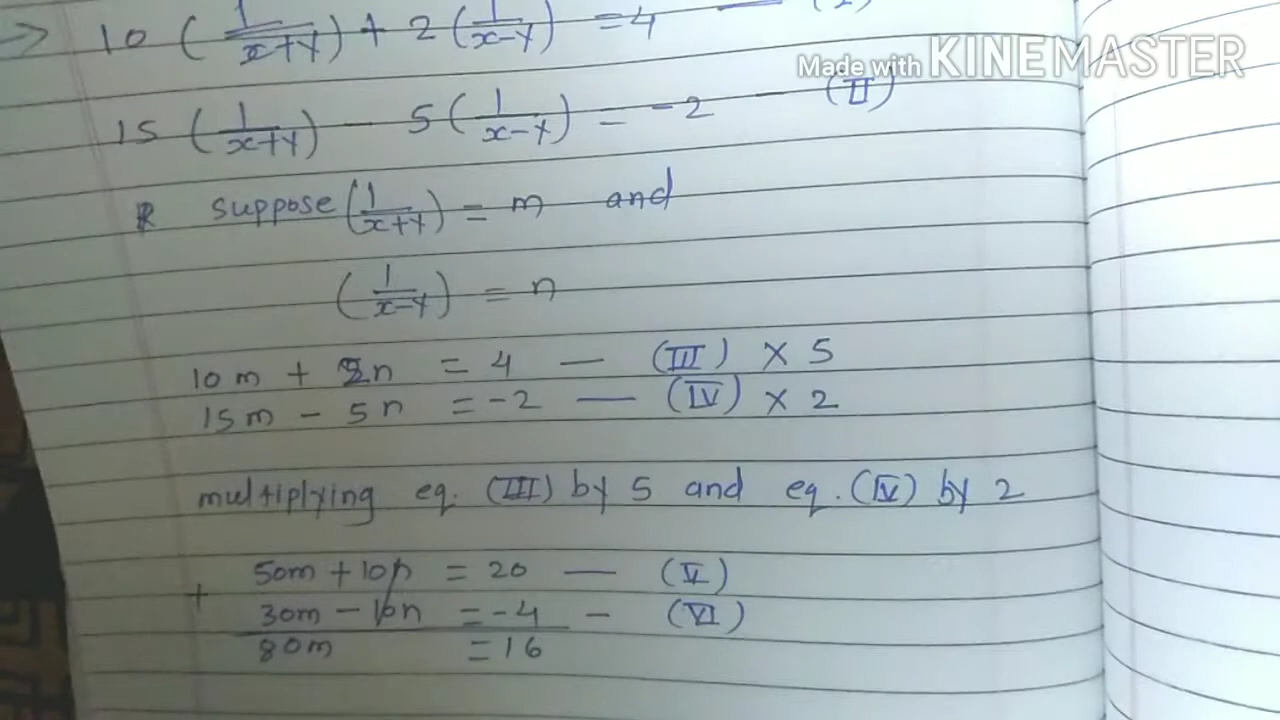 ⇒ 10 (1/x+y) + 2 (1/x-y) = 4 — (I)
Made with KINEMASTER
15 (1/x+y) - 5 (1/x-y) = -2 — (II)
suppose (1/x+y) = m and
(1/x-y) = n
10m + 2n = 4 — (III) × 5
15m - 5n = -2 — (IV) × 2
multiplying eq. (III) by 5 and eq. (IV) by 2
50m + 10n = 20 — (V)
+ 30m - 10n = -4 — (VI)
80m = 16